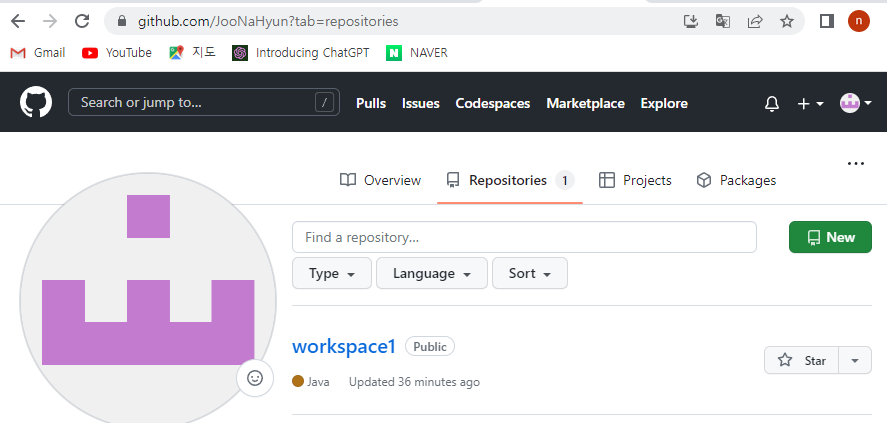 github.com/JooNaHyun?tab=repositories
n
Gmail YouTube 지도 Introducing ChatGPT NAVER
Search or jump to... / Pulls Issues Codespaces Marketplace Explore
Overview Repositories 1 Projects Packages
Find a repository... New
Type Language Sort
workspace1 Public
Star
Java Updated 36 minutes ago